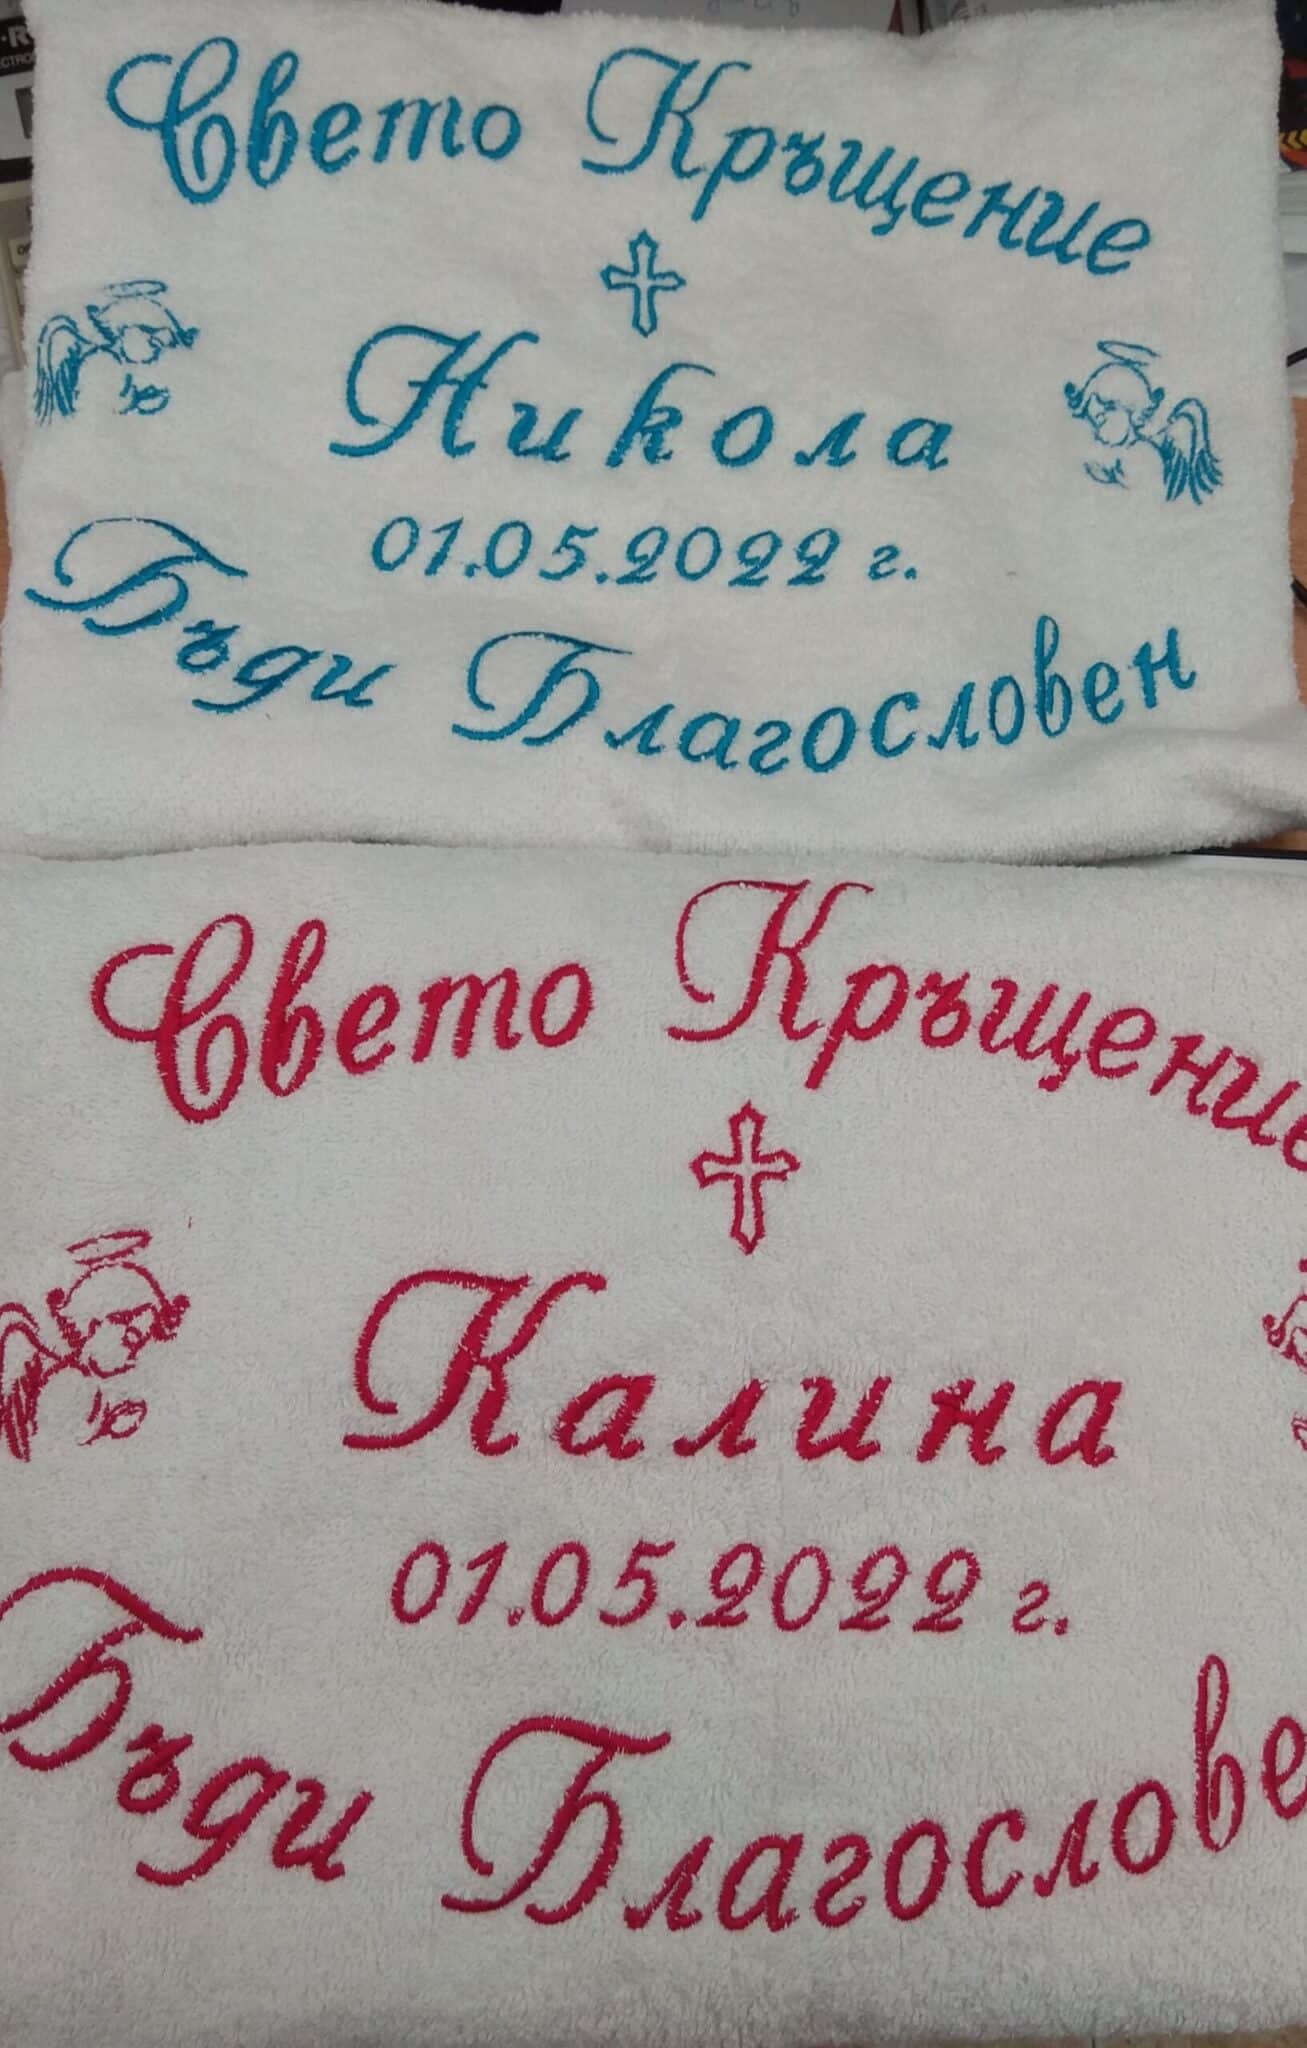 Свето Кръщение
Никола
01.05.2022 г.
Бъди Благословен
Свето Кръщение
Калина
01.05.2022 г.
Бъди Благослове